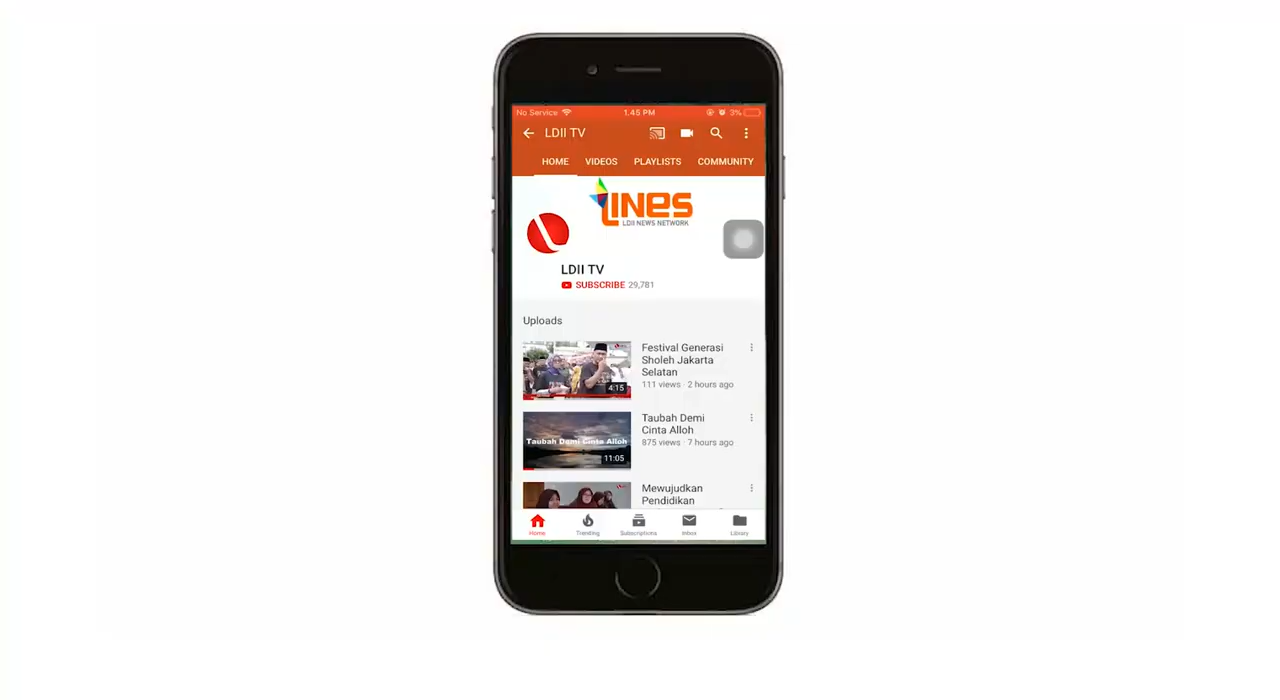 No Service 1.45 PM 3%
LDII TV
HOME VIDEOS PLAYLISTS COMMUNITY
LINES
LDII NEWS NETWORK
LDII TV
SUBSCRIBE 29,781
Uploads
Festival Generasi
Sholeh Jakarta
Selatan
111 views · 2 hours ago
4:15
Taubah Demi
Cinta Alloh
875 views · 7 hours ago
Taubah Demi Cinta Alloh
11:05
Mewujudkan
Pendidikan
Home Trending Subscriptions Inbox Library